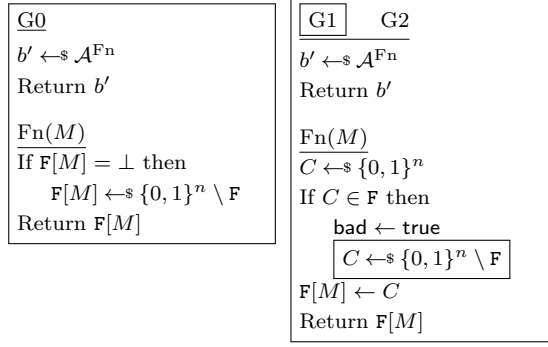 G0
b′ ←$ 𝒜^Fn
Return b′
Fn(M)
If F[M] = ⊥ then
F[M] ←$ {0, 1}^n \ F
Return F[M]
G1 G2
b′ ←$ 𝒜^Fn
Return b′
Fn(M)
C ←$ {0, 1}^n
If C ∈ F then
bad ← true
C ←$ {0, 1}^n \ F
F[M] ← C
Return F[M]